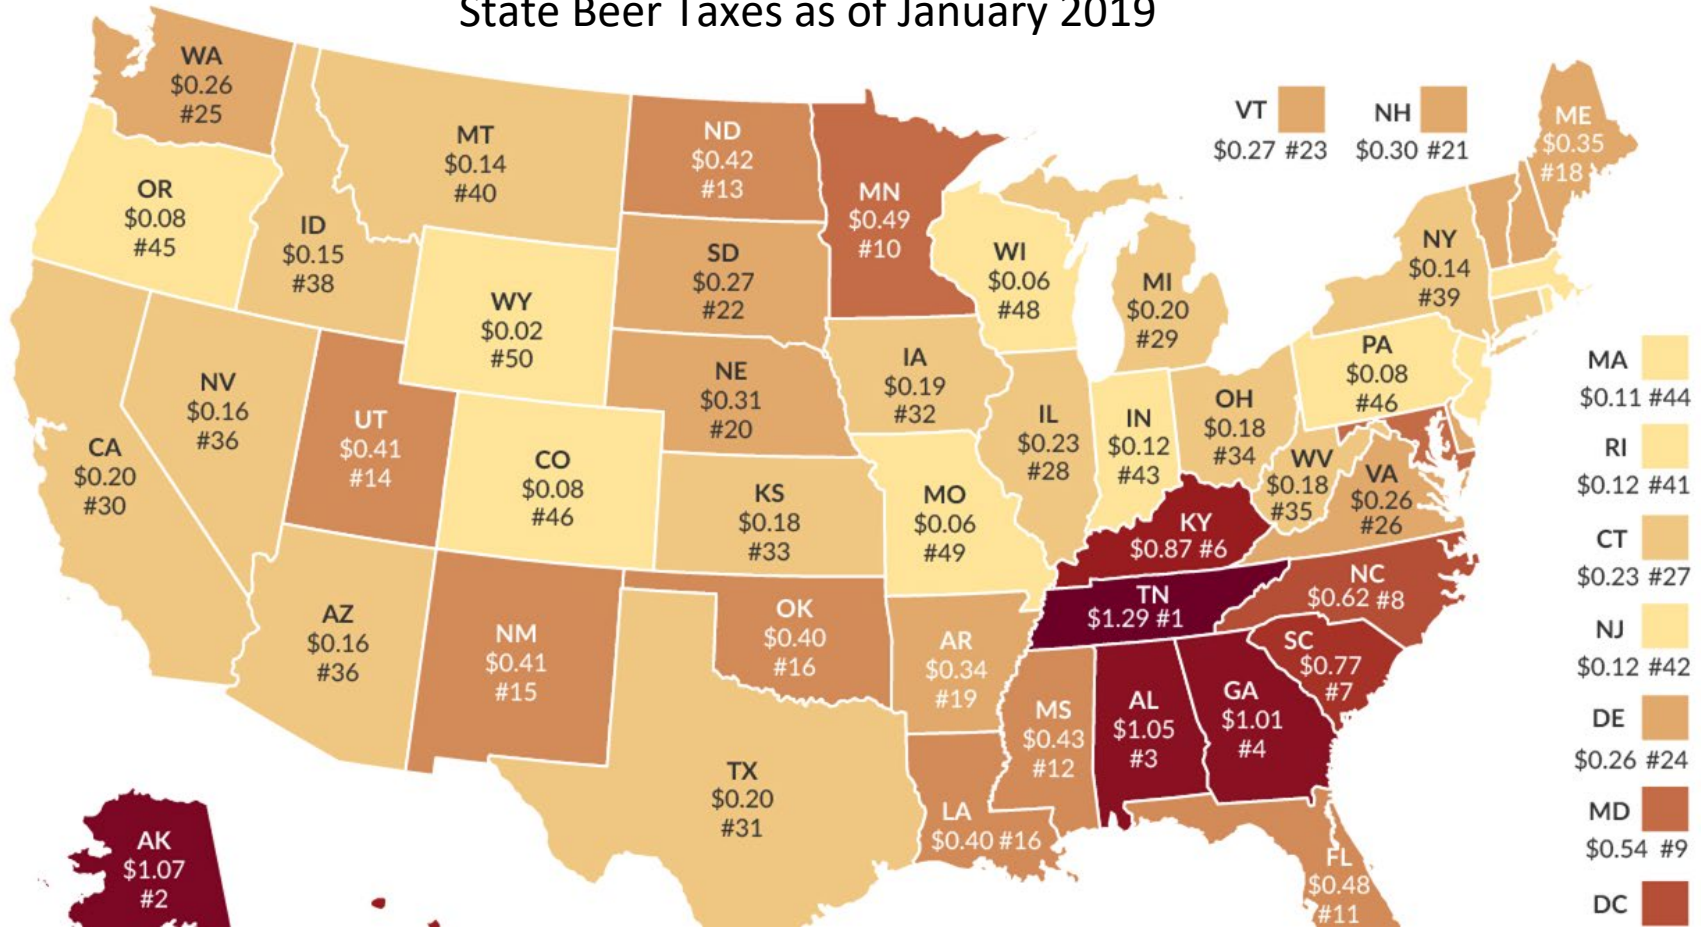 State Beer Taxes as of January 2019
WA
$0.26
#25
MT
$0.14
#40
ND
$0.42
#13
MN
$0.49
#10
VT
$0.27 #23
NH
$0.30 #21
ME
$0.35
#18
OR
$0.08
#45
ID
$0.15
#38
WY
$0.02
#50
SD
$0.27
#22
WI
$0.06
#48
MI
$0.20
#29
NY
$0.14
#39
NV
$0.16
#36
UT
$0.41
#14
CO
$0.08
#46
NE
$0.31
#20
IA
$0.19
#32
IL
$0.23
#28
IN
$0.12
#43
OH
$0.18
#34
PA
$0.08
#46
MA
$0.11 #44
CA
$0.20
#30
KS
$0.18
#33
MO
$0.06
#49
KY
$0.87 #6
WV
$0.18
#35
VA
$0.26
#26
RI
$0.12 #41
CT
$0.23 #27
AZ
$0.16
#36
NM
$0.41
#15
OK
$0.40
#16
AR
$0.34
#19
TN
$1.29 #1
NC
$0.62 #8
SC
$0.77
#7
NJ
$0.12 #42
TX
$0.20
#31
LA
$0.40 #16
MS
$0.43
#12
AL
$1.05
#3
GA
$1.01
#4
DE
$0.26 #24
AK
$1.07
#2
FL
$0.48
#11
MD
$0.54 #9
DC